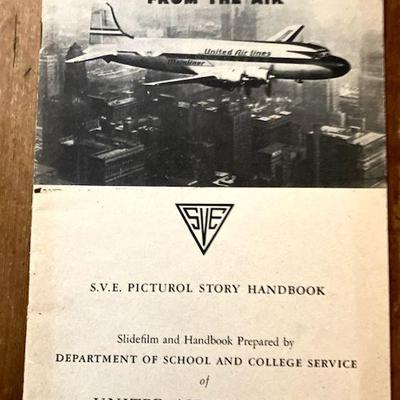 FROM THE AIR
United Air Lines
Mainliner
SVE
S.V.E. PICTUROL STORY HANDBOOK
Slidefilm and Handbook Prepared by
DEPARTMENT OF SCHOOL AND COLLEGE SERVICE
of
UNITED